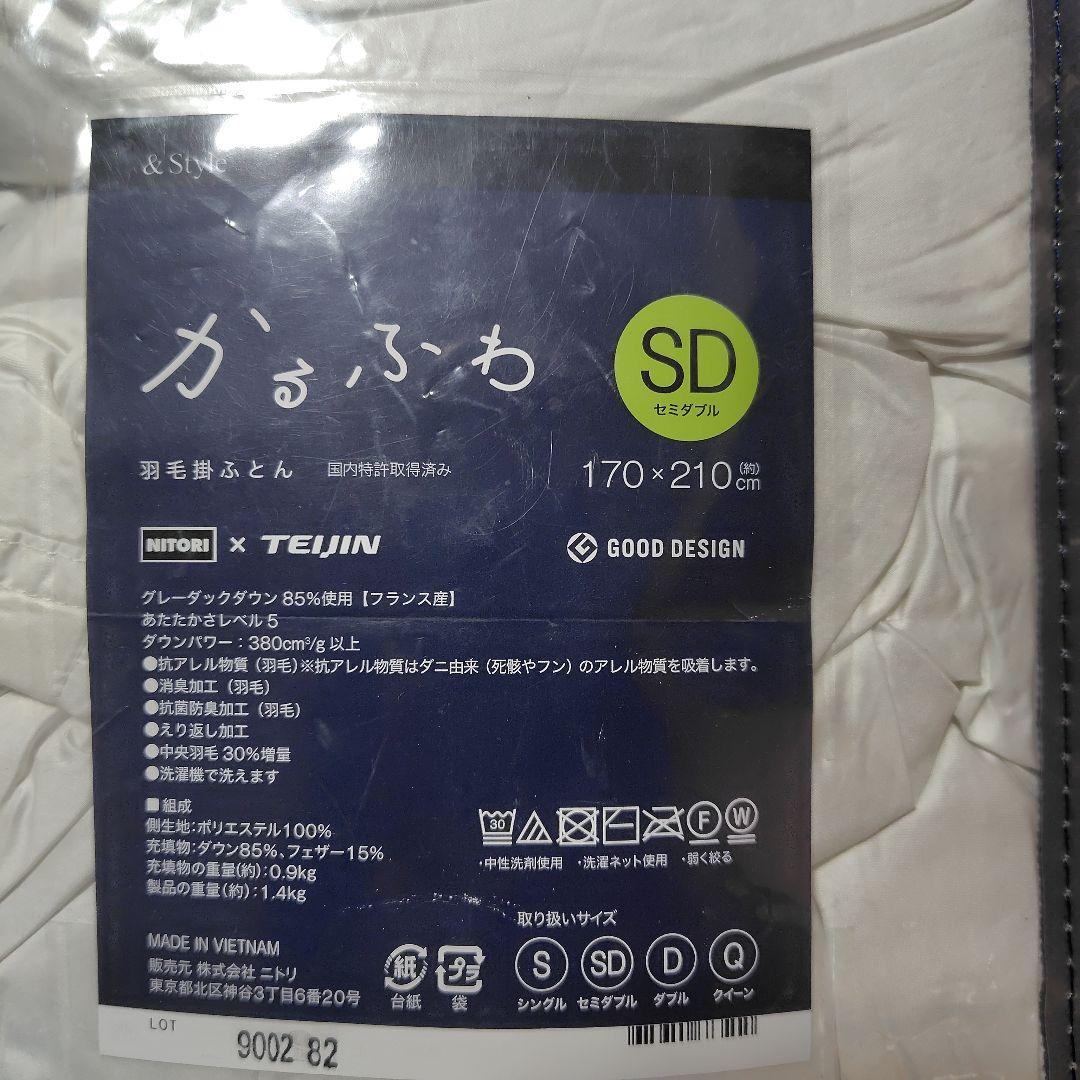 & Style
かるふわ
SD
セミダブル
羽毛掛ふとん 国内特許取得済み
170×210(約)cm
NITORI × TEIJIN
GOOD DESIGN
グレーダックダウン 85%使用【フランス産】
あたたかさレベル 5
ダウンパワー：380cm³/g 以上
●抗アレル物質（羽毛）※抗アレル物質はダニ由来（死骸やフン）のアレル物質を吸着します。
●消臭加工（羽毛）
●抗菌防臭加工（羽毛）
●えり返し加工
●中央羽毛 30%増量
●洗濯機で洗えます
■組成
側生地：ポリエステル100%
充填物：ダウン85%、フェザー15%
充填物の重量(約)：0.9kg
製品の重量(約)：1.4kg
30 F W
・中性洗剤使用 ・洗濯ネット使用 ・弱く絞る
取り扱いサイズ
S SD D Q
シングル セミダブル ダブル クイーン
MADE IN VIETNAM
販売元 株式会社 ニトリ
東京都北区神谷3丁目6番20号
紙 プラ
台紙 袋
LOT
9002 82